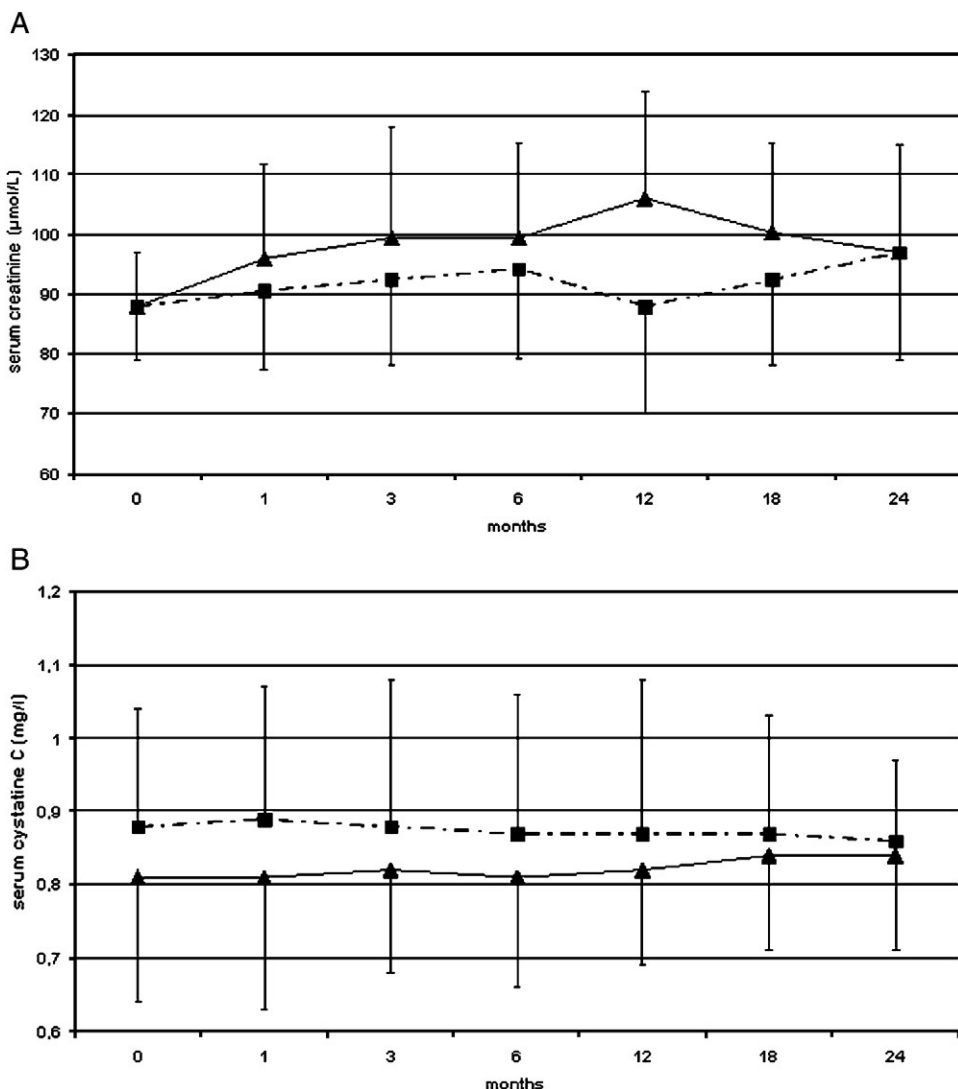 A
130
120
110
100
90
80
70
60
serum creatinine (µmol/L)
0 1 3 6 12 18 24
months
B
1,2
1,1
1
0,9
0,8
0,7
0,6
serum cystatine C (mg/l)
0 1 3 6 12 18 24
months